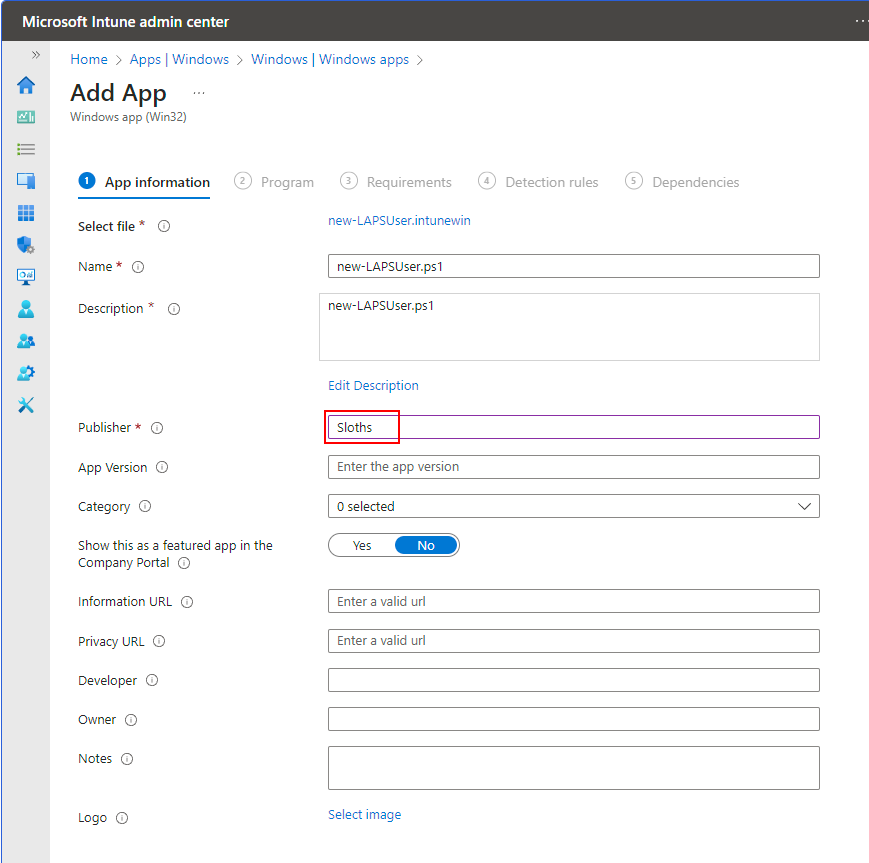 Microsoft Intune admin center ...
»
Home > Apps | Windows > Windows | Windows apps >
Add App ...
Windows app (Win32)
1 App information 2 Program 3 Requirements 4 Detection rules 5 Dependencies
Select file * new-LAPSUser.intunewin
Name * new-LAPSUser.ps1
Description * new-LAPSUser.ps1
Edit Description
Publisher * Sloths
App Version Enter the app version
Category 0 selected
Show this as a featured app in the
Company Portal
Yes No
Information URL Enter a valid url
Privacy URL Enter a valid url
Developer
Owner
Notes
Logo Select image